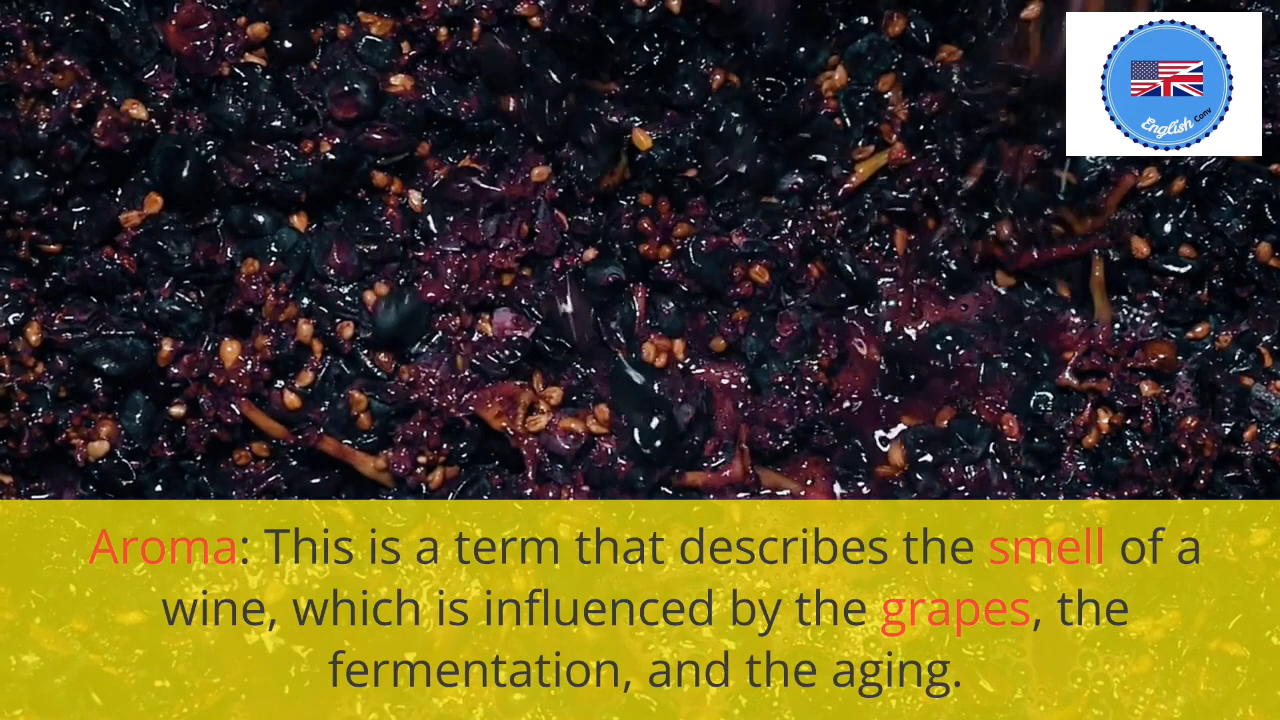 English Conv
Aroma: This is a term that describes the smell of a
wine, which is influenced by the grapes, the
fermentation, and the aging.